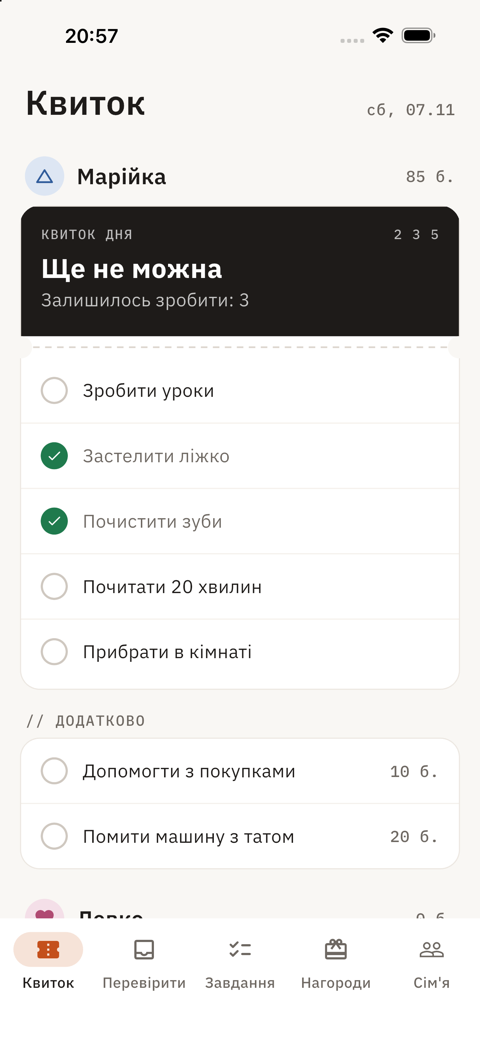 20:57
Квиток
сб, 07.11
Марійка
85 б.
КВИТОК ДНЯ
2 3 5
Ще не можна
Залишилось зробити: 3
Зробити уроки
Застелити ліжко
Почистити зуби
Почитати 20 хвилин
Прибрати в кімнаті
// ДОДАТКОВО
Допомогти з покупками
10 б.
Помити машину з татом
20 б.
Квиток
Перевірити
Завдання
Нагороди
Сім'я